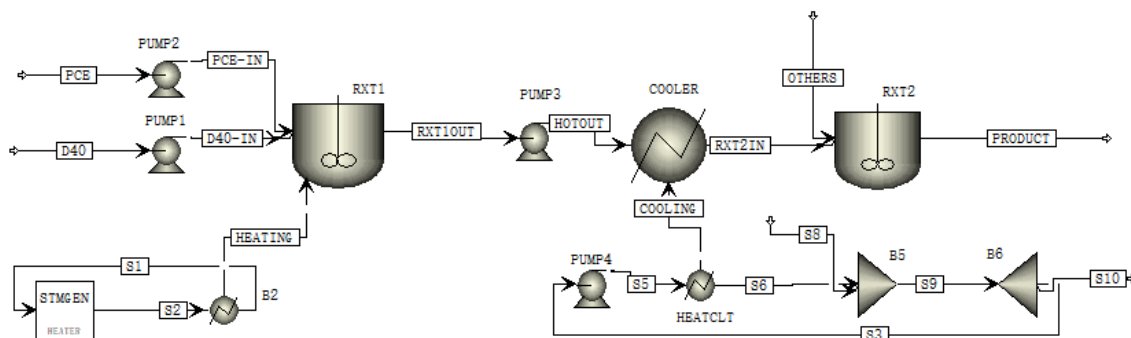 PUMP2
PCE
PCE-IN
RXT1
PUMP1
D40
D40-IN
RXT1OUT
PUMP3
HOTOUT
COOLER
RXT2IN
OTHERS
RXT2
PRODUCT
HEATING
COOLING
S1
STMGEN
HEATER
S2
B2
PUMP4
S5
HEATCLT
S6
S8
B5
S9
B6
S10
S3